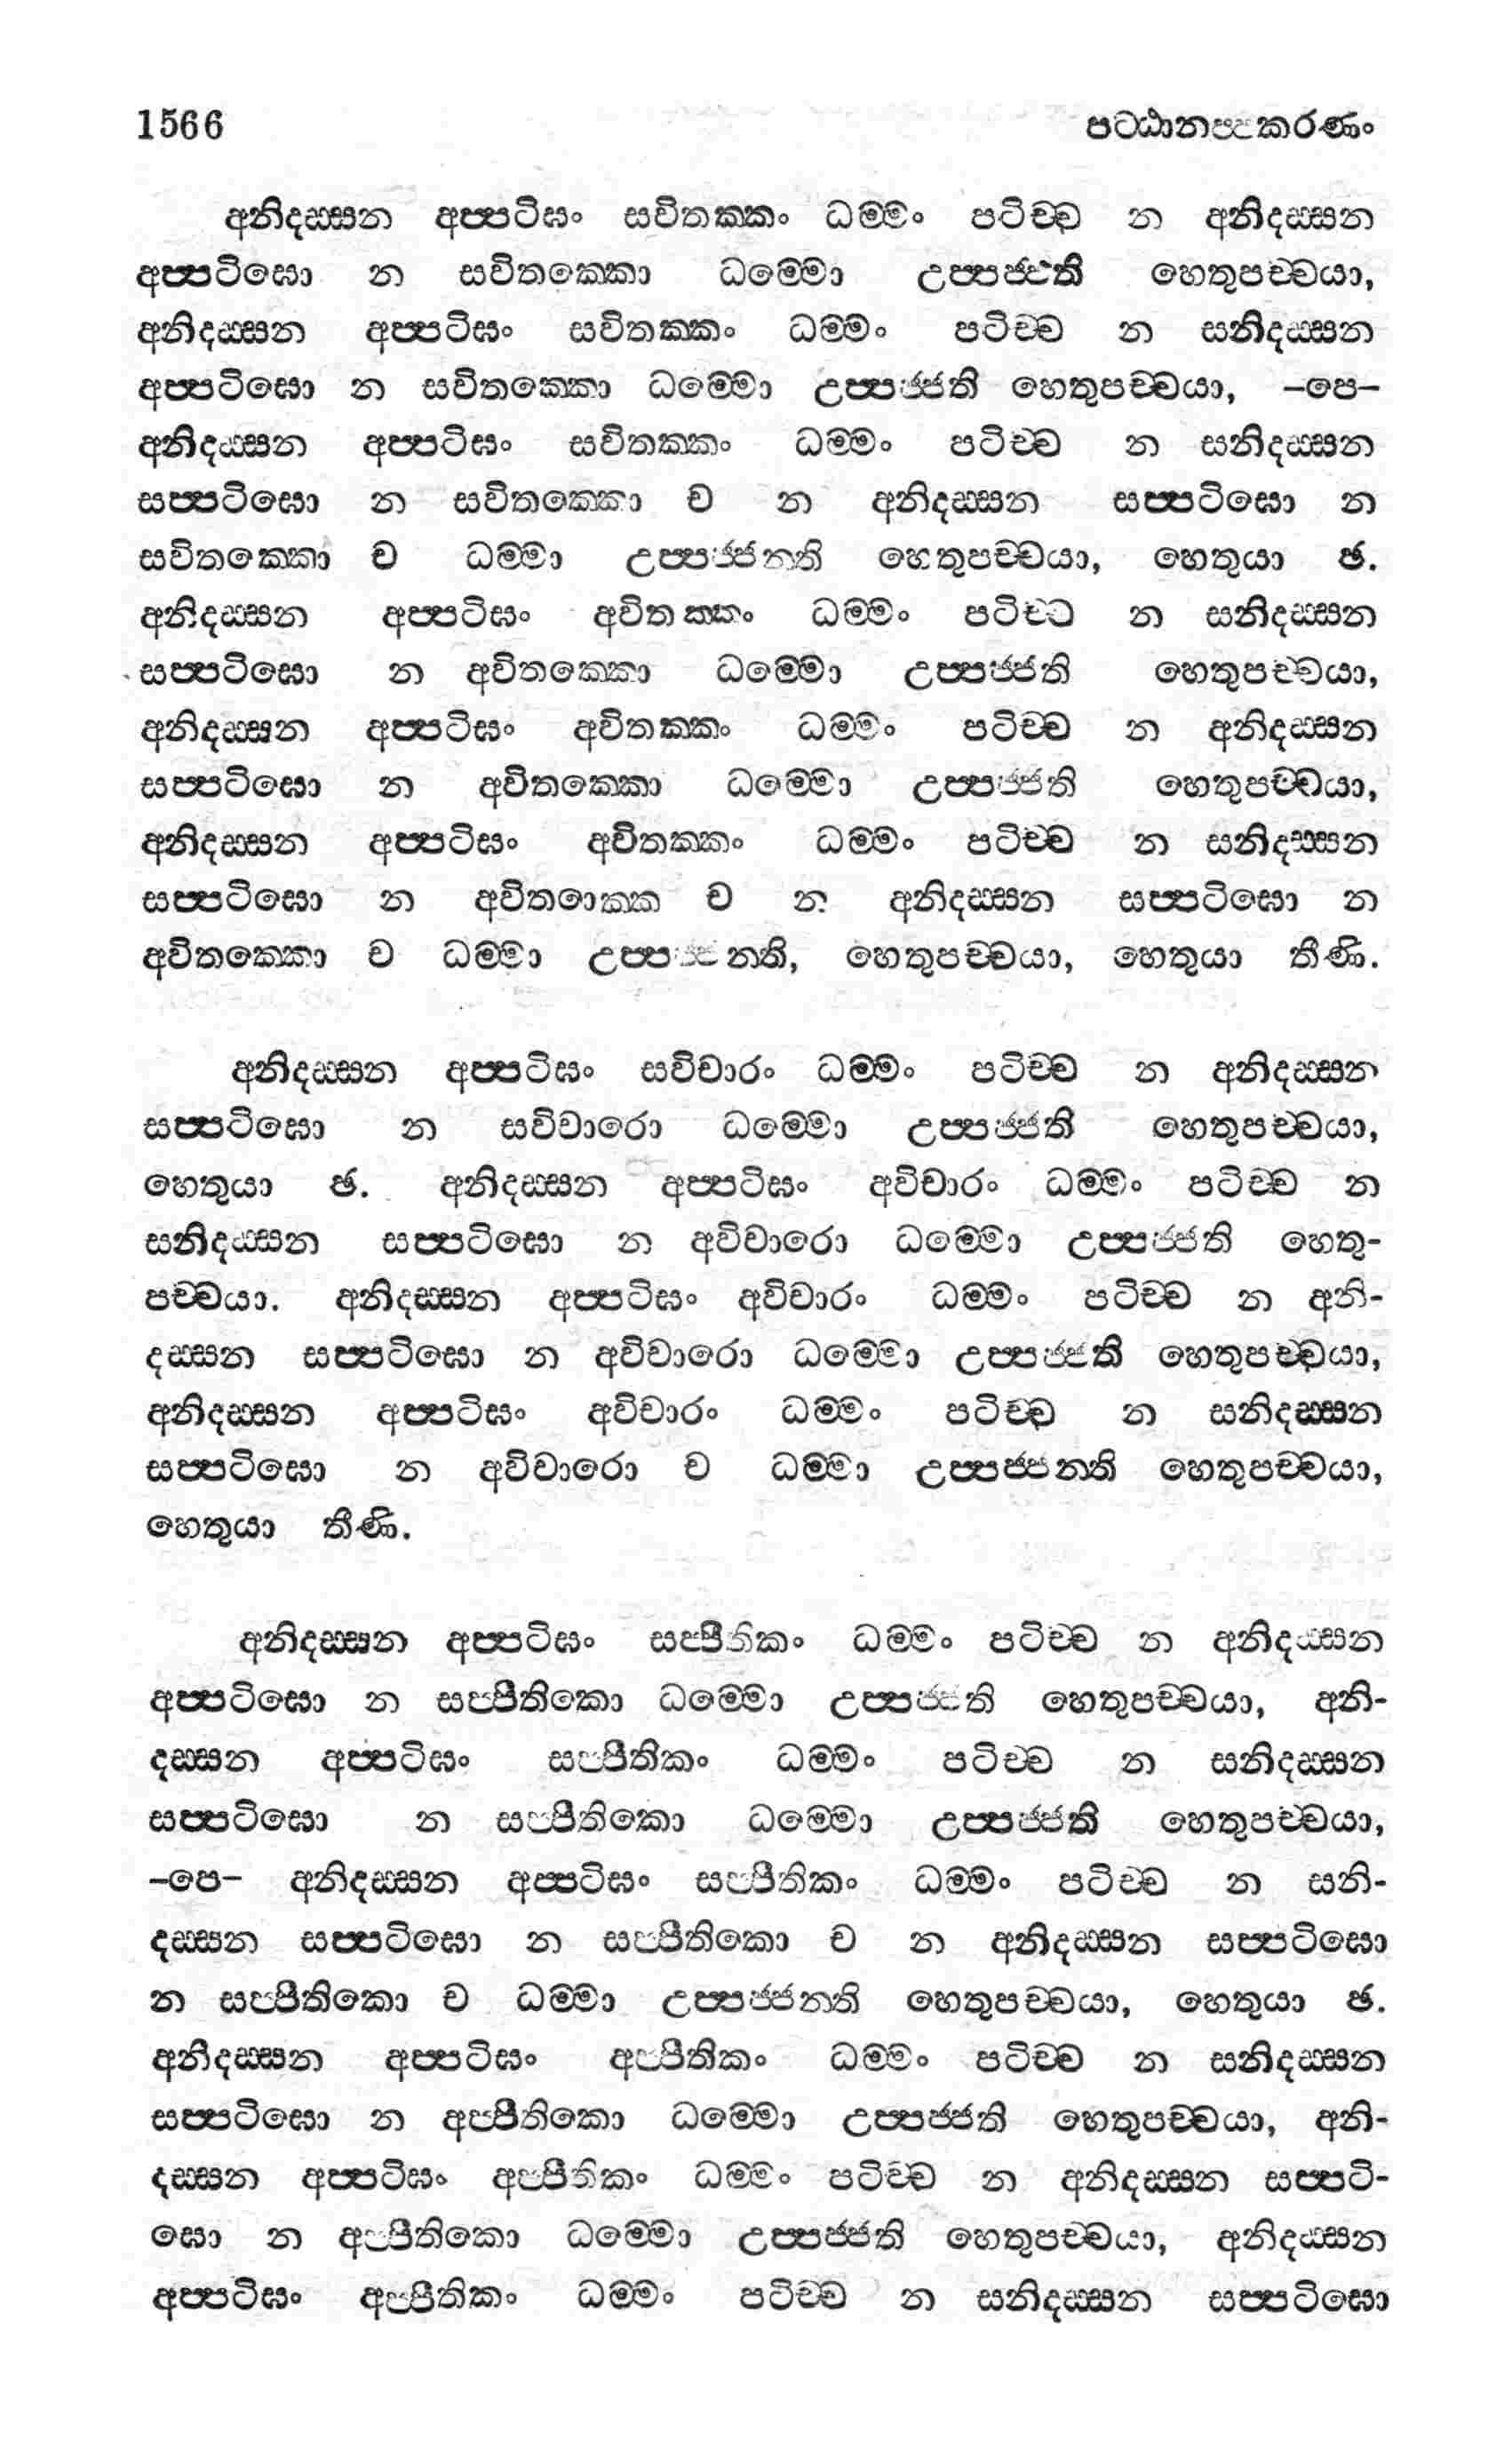 1566 පට්ඨානප්පකරණං
අනිදස්සන අප්පටිඝං සවිතක්කං ධම්මං පටිච්ච න අනිදස්සන
අප්පටිඝො න සවිතක්කො ධම්මො උප්පජ්ජති හෙතුපච්චයා,
අනිදස්සන අප්පටිඝං සවිතක්කං ධම්මං පටිච්ච න සනිදස්සන
අප්පටිඝො න සවිතක්කො ධම්මො උප්පජ්ජති හෙතුපච්චයා, –පෙ–
අනිදස්සන අප්පටිඝං සවිතක්කං ධම්මං පටිච්ච න සනිදස්සන
සප්පටිඝො න සවිතක්කො ච න අනිදස්සන සප්පටිඝො න
සවිතක්කො ච ධම්මා උප්පජ්ජන්ති හෙතුපච්චයා, හෙතුයා ඡ.
අනිදස්සන අප්පටිඝං අවිතක්කං ධම්මං පටිච්ච න සනිදස්සන
සප්පටිඝො න අවිතක්කො ධම්මො උප්පජ්ජති හෙතුපච්චයා,
අනිදස්සන අප්පටිඝං අවිතක්කං ධම්මං පටිච්ච න අනිදස්සන
සප්පටිඝො න අවිතක්කො ධම්මො උප්පජ්ජති හෙතුපච්චයා,
අනිදස්සන අප්පටිඝං අවිතක්කං ධම්මං පටිච්ච න සනිදස්සන
සප්පටිඝො න අවිතාක්ක ච න අනිදස්සන සප්පටිඝො න
අවිතක්කො ච ධම්මා උප්පජ්ජන්ති, හෙතුපච්චයා, හෙතුයා තීණි.
අනිදස්සන අප්පටිඝං සවිචාරං ධම්මං පටිච්ච න අනිදස්සන
සප්පටිඝො න සවිචාරො ධම්මො උප්පජ්ජති හෙතුපච්චයා,
හෙතුයා ඡ. අනිදස්සන අප්පටිඝං අවිචාරං ධම්මං පටිච්ච න
සනිදස්සන සප්පටිඝො න අවිචාරො ධම්මො උප්පජ්ජති හෙතු-
පච්චයා. අනිදස්සන අප්පටිඝං අවිචාරං ධම්මං පටිච්ච න අනි-
දස්සන සප්පටිඝො න අවිචාරො ධම්මො උප්පජ්ජති හෙතුපච්චයා,
අනිදස්සන අප්පටිඝං අවිචාරං ධම්මං පටිච්ච න සනිදස්සන
සප්පටිඝො න අවිචාරො ච ධම්මා උප්පජ්ජන්ති හෙතුපච්චයා,
හෙතුයා තීණි.
අනිදස්සන අප්පටිඝං සප්පීතිකං ධම්මං පටිච්ච න අනිදස්සන
අප්පටිඝො න සප්පීතිකො ධම්මො උප්පජ්ජති හෙතුපච්චයා, අනි-
දස්සන අප්පටිඝං සප්පීතිකං ධම්මං පටිච්ච න සනිදස්සන
සප්පටිඝො න සප්පීතිකො ධම්මො උප්පජ්ජති හෙතුපච්චයා,
–පෙ– අනිදස්සන අප්පටිඝං සප්පීතිකං ධම්මං පටිච්ච න සනි-
දස්සන සප්පටිඝො න සප්පීතිකො ච න අනිදස්සන සප්පටිඝො
න සප්පීතිකො ච ධම්මා උප්පජ්ජන්ති හෙතුපච්චයා, හෙතුයා ඡ.
අනිදස්සන අප්පටිඝං අප්පීතිකං ධම්මං පටිච්ච න සනිදස්සන
සප්පටිඝො න අප්පීතිකො ධම්මො උප්පජ්ජති හෙතුපච්චයා, අනි-
දස්සන අප්පටිඝං අප්පීතිකං ධම්මං පටිච්ච න අනිදස්සන සප්පටි-
ඝො න අප්පීතිකො ධම්මො උප්පජ්ජති හෙතුපච්චයා, අනිදස්සන
අප්පටිඝං අප්පීතිකං ධම්මං පටිච්ච න සනිදස්සන සප්පටිඝො